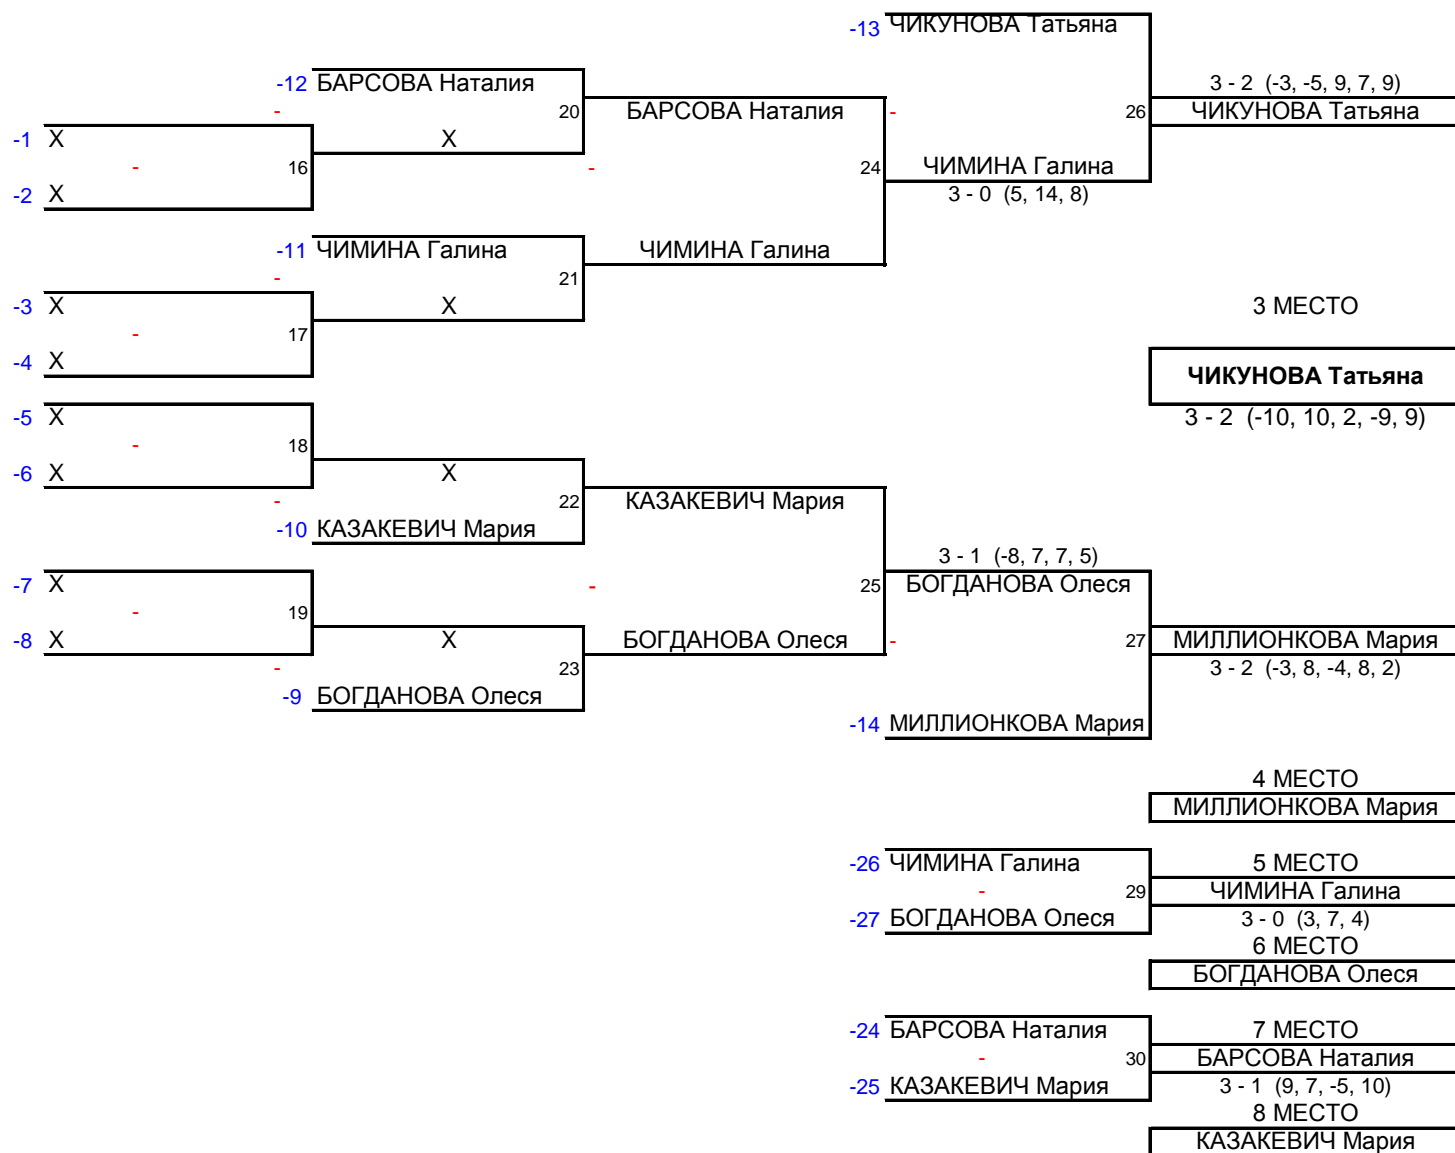 -13 ЧИКУНОВА Татьяна
-12 БАРСОВА Наталия
3 - 2 (-3, -5, 9, 7, 9)
-
20
БАРСОВА Наталия
-
26
ЧИКУНОВА Татьяна
-1 X
X
-
16
-
24
ЧИМИНА Галина
-2 X
3 - 0 (5, 14, 8)
-11 ЧИМИНА Галина
ЧИМИНА Галина
-
21
-3 X
X
3 МЕСТО
-
17
-4 X
ЧИКУНОВА Татьяна
-5 X
3 - 2 (-10, 10, 2, -9, 9)
-
18
-6 X
X
-
22
КАЗАКЕВИЧ Мария
-10 КАЗАКЕВИЧ Мария
3 - 1 (-8, 7, 7, 5)
-7 X
-
25
БОГДАНОВА Олеся
-
19
-8 X
X
БОГДАНОВА Олеся
-
27
МИЛЛИОНКОВА Мария
-
23
3 - 2 (-3, 8, -4, 8, 2)
-9 БОГДАНОВА Олеся
-14 МИЛЛИОНКОВА Мария
4 МЕСТО
МИЛЛИОНКОВА Мария
-26 ЧИМИНА Галина
5 МЕСТО
-
29
ЧИМИНА Галина
-27 БОГДАНОВА Олеся
3 - 0 (3, 7, 4)
6 МЕСТО
БОГДАНОВА Олеся
-24 БАРСОВА Наталия
7 МЕСТО
-
30
БАРСОВА Наталия
-25 КАЗАКЕВИЧ Мария
3 - 1 (9, 7, -5, 10)
8 МЕСТО
КАЗАКЕВИЧ Мария